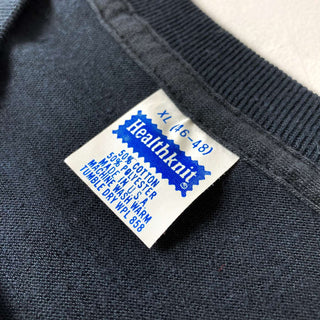 XL (46-48)
Healthknit®
50% COTTON
50% POLYESTER
MADE IN U.S.A.
MACHINE WASH WARM
TUMBLE DRY WPL 858